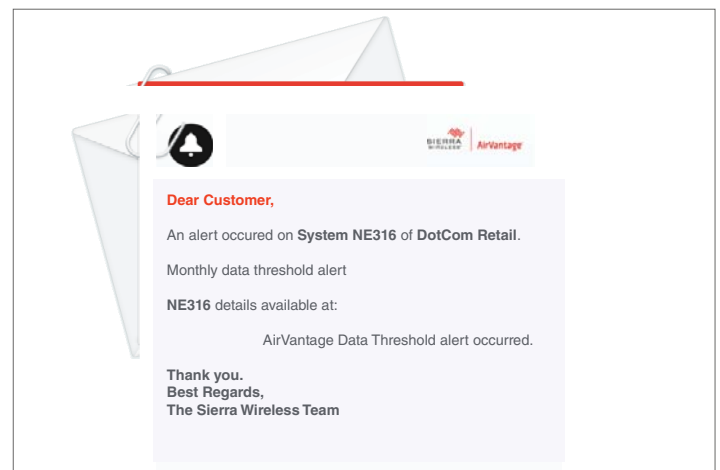 SIERRA
WIRELESS
AirVantage
Dear Customer,
An alert occured on System NE316 of DotCom Retail.
Monthly data threshold alert
NE316 details available at:
AirVantage Data Threshold alert occurred.
Thank you.
Best Regards,
The Sierra Wireless Team